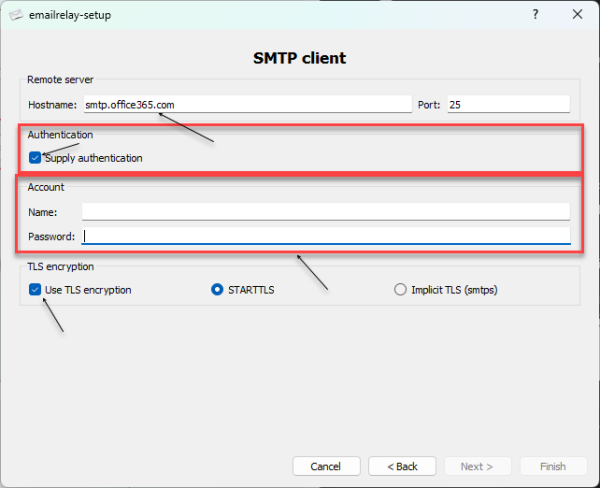 emailrelay-setup
SMTP client
Remote server
Hostname: smtp.office365.com Port: 25
Authentication
Supply authentication
Account
Name:
Password:
TLS encryption
Use TLS encryption STARTTLS Implicit TLS (smtps)
Cancel < Back Next > Finish